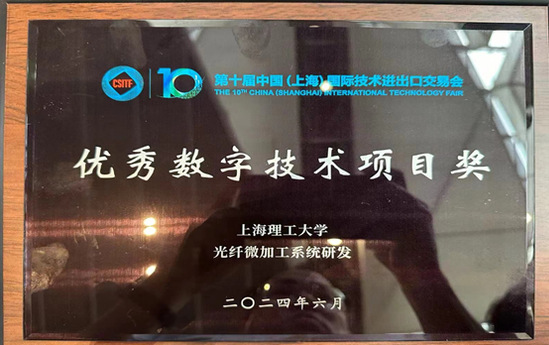 CSITF 10 第十届中国（上海）国际技术进出口交易会
THE 10TH CHINA (SHANGHAI) INTERNATIONAL TECHNOLOGY FAIR
优秀数字技术项目奖
上海理工大学
光纤微加工系统研发
二〇二四年六月